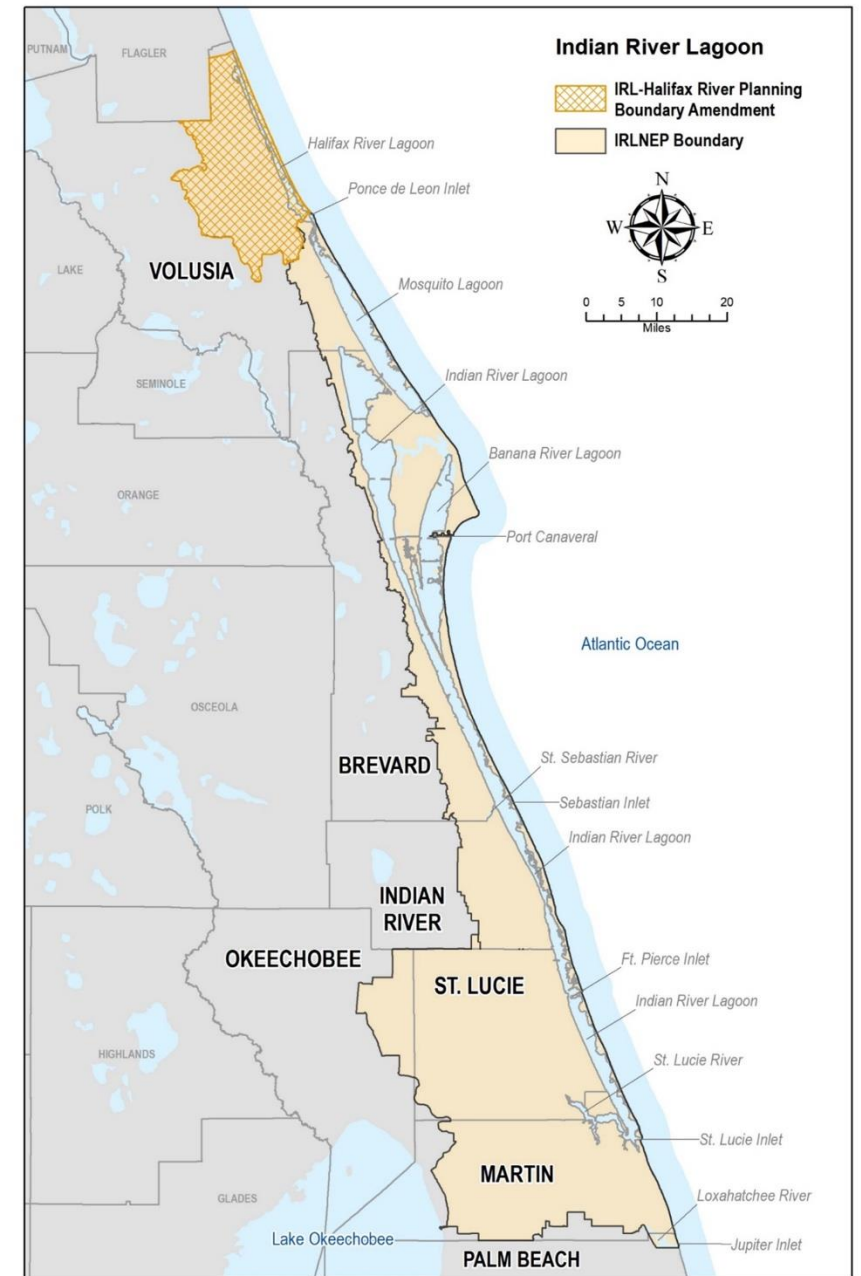 Indian River Lagoon
IRL-Halifax River Planning
Boundary Amendment
IRLNEP Boundary
N
W
E
S
0 5 10 20
Miles
PUTNAM
FLAGLER
Halifax River Lagoon
Ponce de Leon Inlet
LAKE
VOLUSIA
Mosquito Lagoon
Indian River Lagoon
SEMINOLE
Banana River Lagoon
ORANGE
Port Canaveral
Atlantic Ocean
OSCEOLA
St. Sebastian River
BREVARD
Sebastian Inlet
POLK
Indian River Lagoon
INDIAN
RIVER
OKEECHOBEE
Ft. Pierce Inlet
ST. LUCIE
Indian River Lagoon
HIGHLANDS
St. Lucie River
St. Lucie Inlet
MARTIN
GLADES
Loxahatchee River
Lake Okeechobee
Jupiter Inlet
PALM BEACH